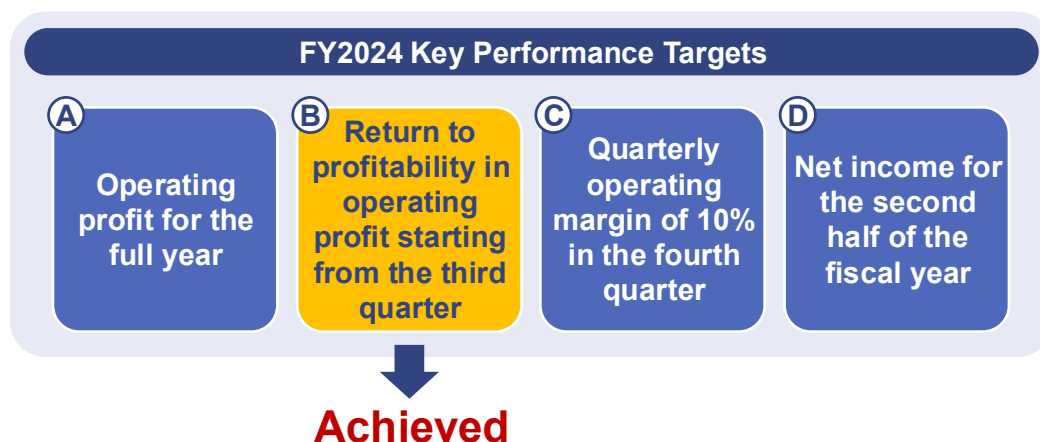 FY2024 Key Performance Targets
A
Operating
profit for the
full year
B
Return to
profitability in
operating
profit starting
from the third
quarter
C
Quarterly
operating
margin of 10%
in the fourth
quarter
D
Net income for
the second
half of the
fiscal year
Achieved